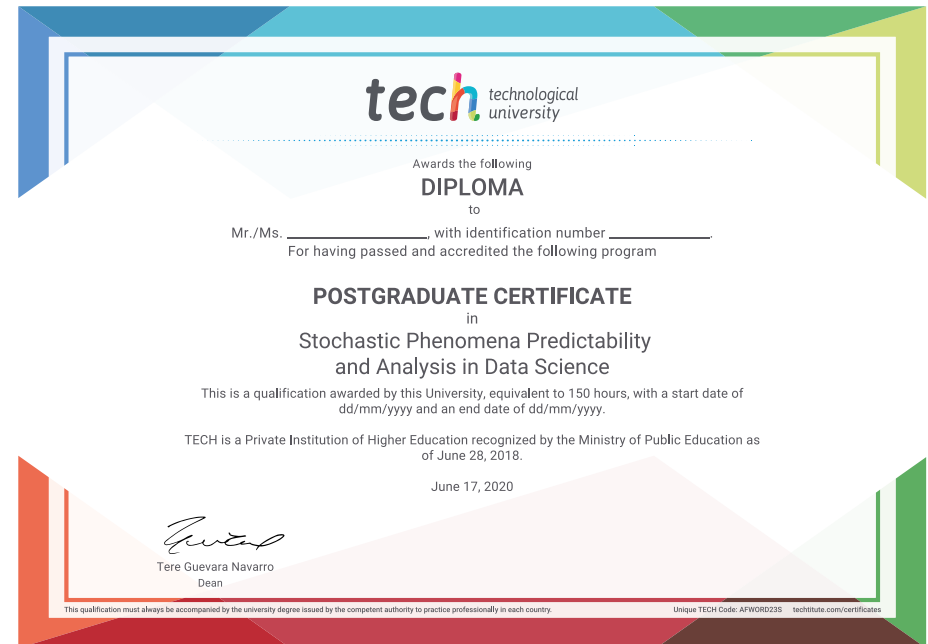 tech technological
university
Awards the following
DIPLOMA
to
Mr./Ms. ____________, with identification number ____________.
For having passed and accredited the following program
POSTGRADUATE CERTIFICATE
in
Stochastic Phenomena Predictability
and Analysis in Data Science
This is a qualification awarded by this University, equivalent to 150 hours, with a start date of
dd/mm/yyyy and an end date of dd/mm/yyyy.
TECH is a Private Institution of Higher Education recognized by the Ministry of Public Education as
of June 28, 2018.
June 17, 2020
Tere Guevara Navarro
Dean
This qualification must always be accompanied by the university degree issued by the competent authority to practice professionally in each country.
Unique TECH Code: AFWORD23S techtitute.com/certificates